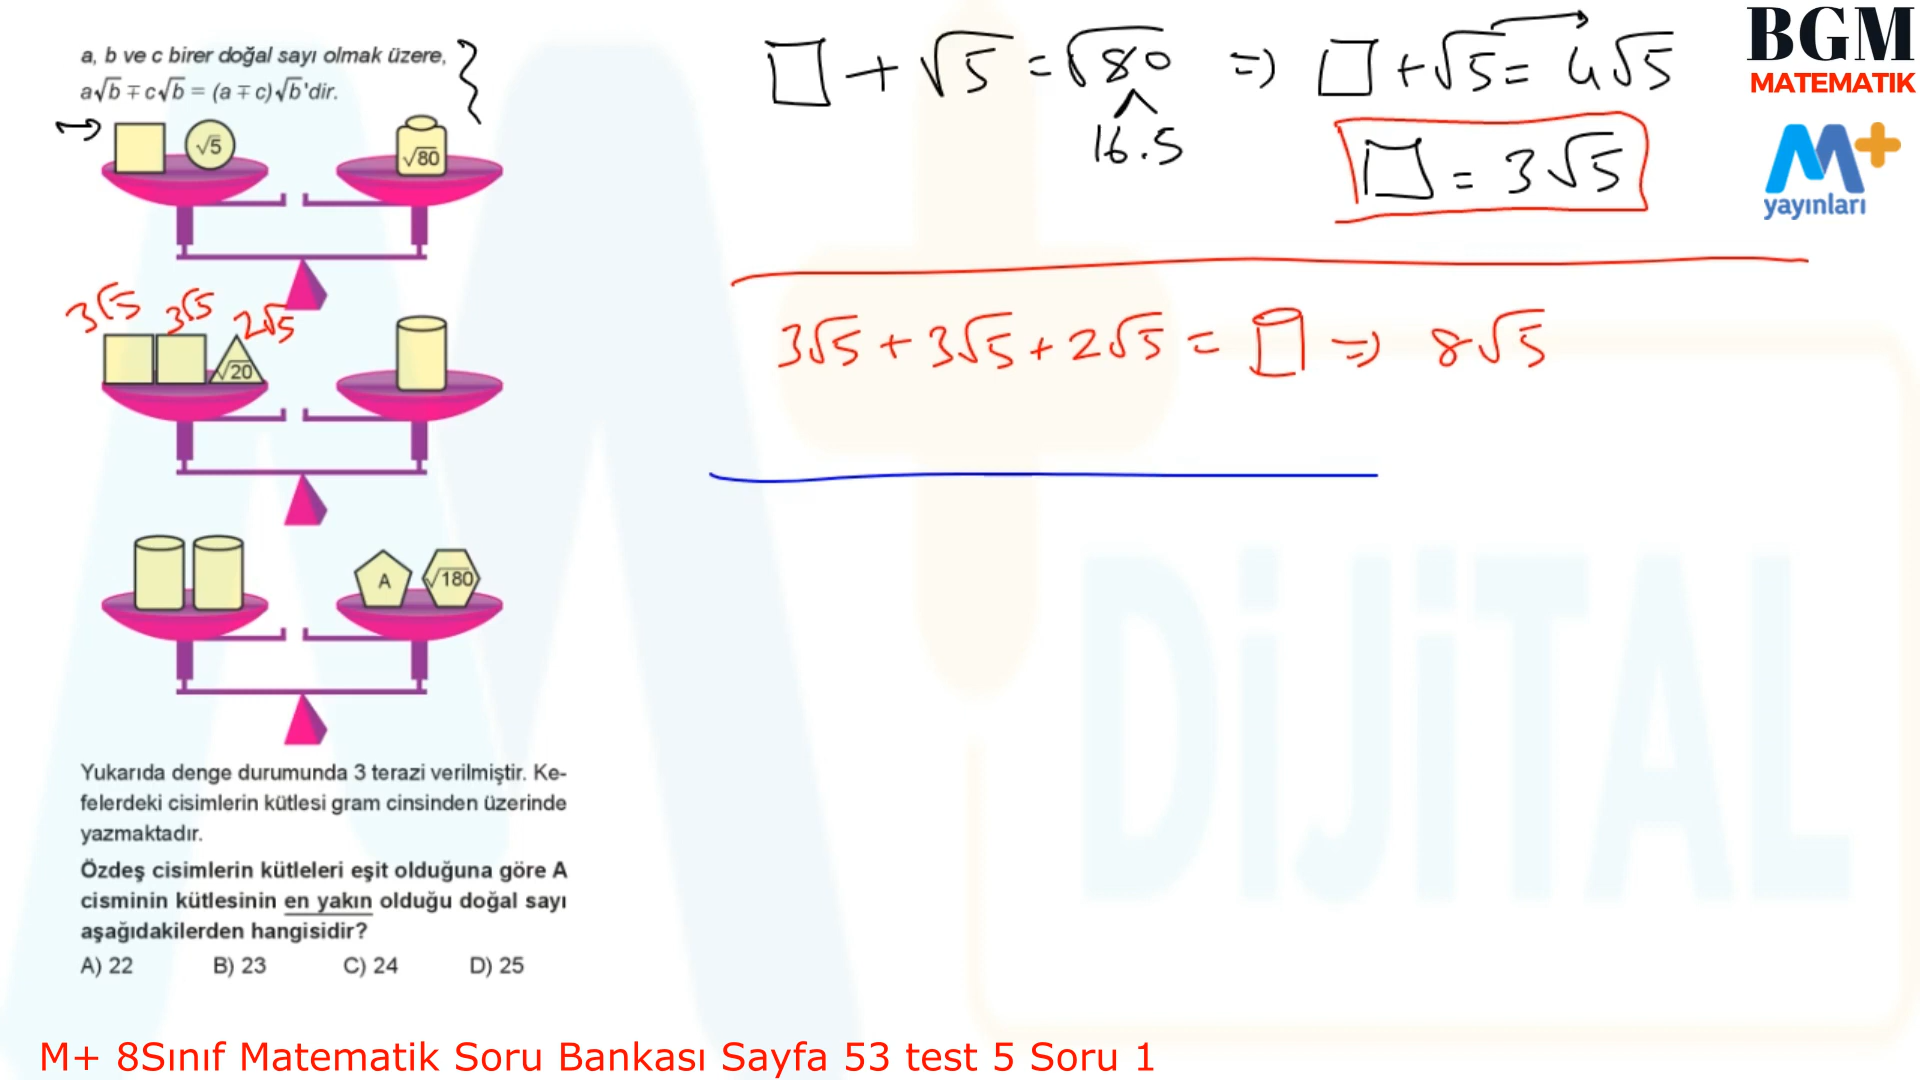 a, b ve c birer doğal sayı olmak üzere,
a√b ∓ c√b = (a ∓ c)√b'dir.
√5
√80
3√5 3√5 2√5
√20
A
√180
Yukarıda denge durumunda 3 terazi verilmiştir. Ke-
felerdeki cisimlerin kütlesi gram cinsinden üzerinde
yazmaktadır.
Özdeş cisimlerin kütleleri eşit olduğuna göre A
cisminin kütlesinin en yakın olduğu doğal sayı
aşağıdakilerden hangisidir?
A) 22 B) 23 C) 24 D) 25
□ + √5 = √80 ⇒ □ + √5 = 4√5
16.5
□ = 3√5
3√5 + 3√5 + 2√5 = ⇒ 8√5
BGM
MATEMATIK
M+
yayınları
M+
DİJİTAL
M+ 8Sınıf Matematik Soru Bankası Sayfa 53 test 5 Soru 1